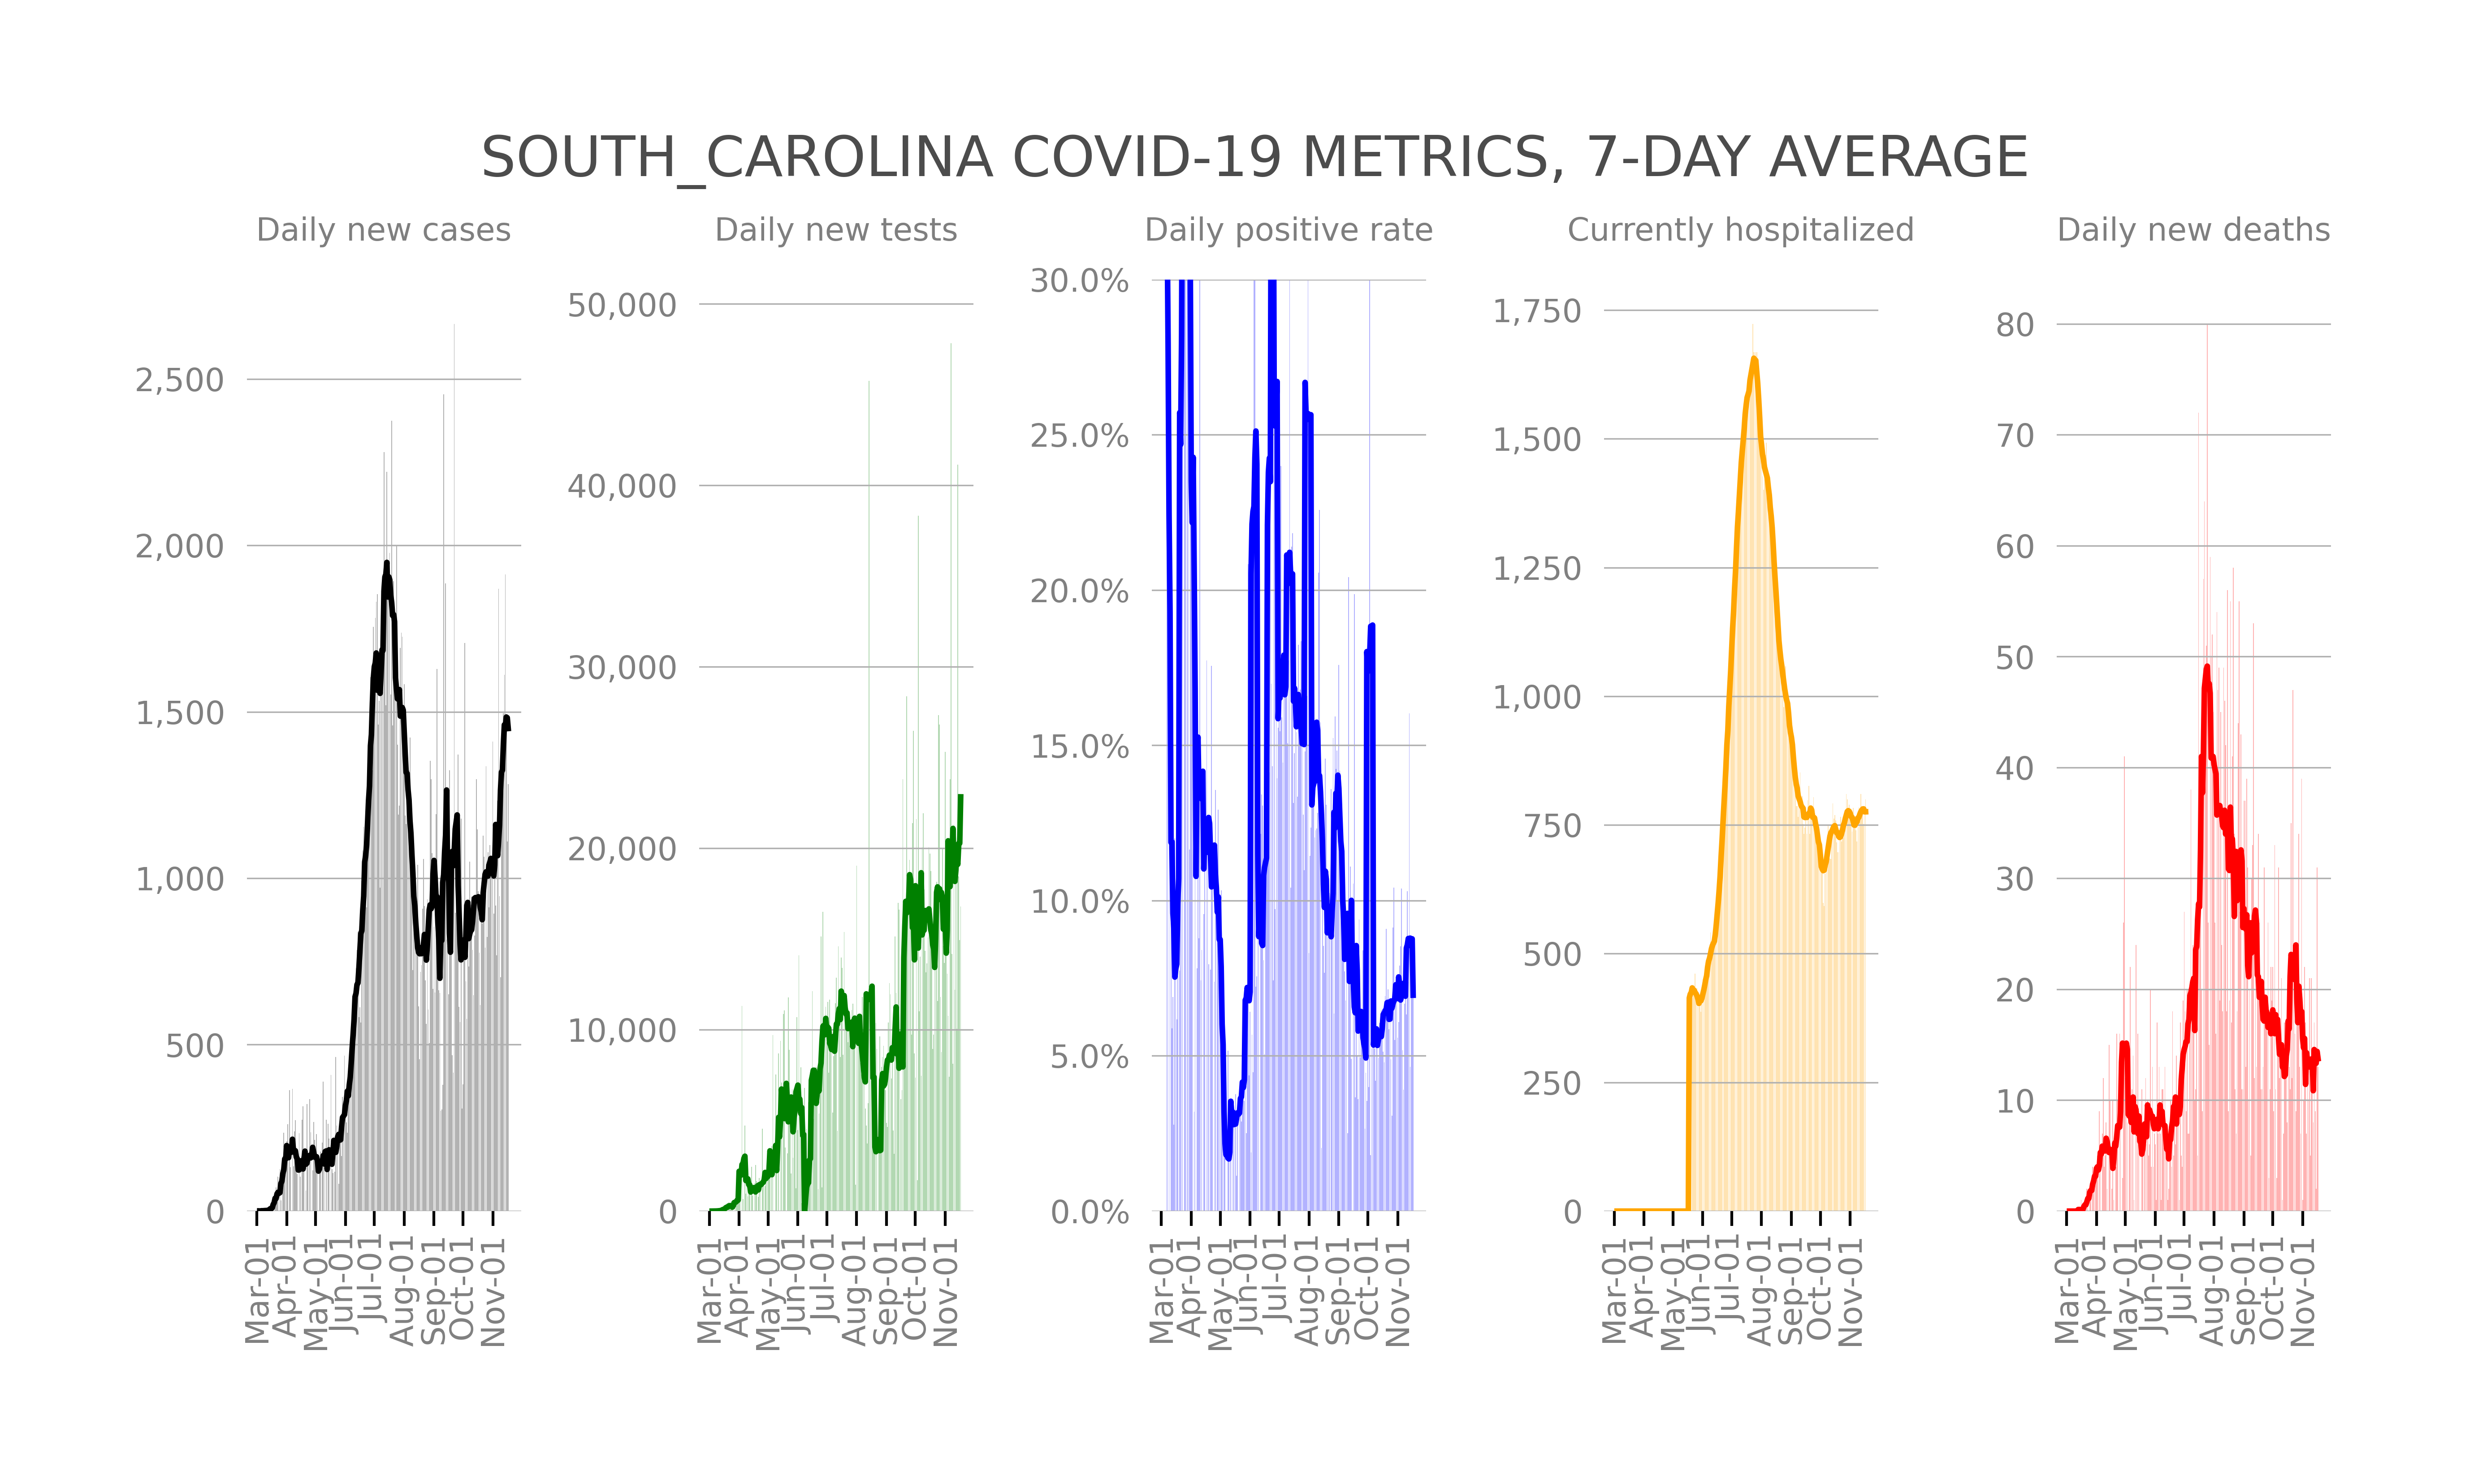 SOUTH_CAROLINA COVID-19 METRICS, 7-DAY AVERAGE
Daily new cases
2,500
2,000
1,500
1,000
500
0
Mar-01
Apr-01
May-01
Jun-01
Jul-01
Aug-01
Sep-01
Oct-01
Nov-01
Daily new tests
50,000
40,000
30,000
20,000
10,000
0
Mar-01
Apr-01
May-01
Jun-01
Jul-01
Aug-01
Sep-01
Oct-01
Nov-01
Daily positive rate
30.0%
25.0%
20.0%
15.0%
10.0%
5.0%
0.0%
Mar-01
Apr-01
May-01
Jun-01
Jul-01
Aug-01
Sep-01
Oct-01
Nov-01
Currently hospitalized
1,750
1,500
1,250
1,000
750
500
250
0
Mar-01
Apr-01
May-01
Jun-01
Jul-01
Aug-01
Sep-01
Oct-01
Nov-01
Daily new deaths
80
70
60
50
40
30
20
10
0
Mar-01
Apr-01
May-01
Jun-01
Jul-01
Aug-01
Sep-01
Oct-01
Nov-01